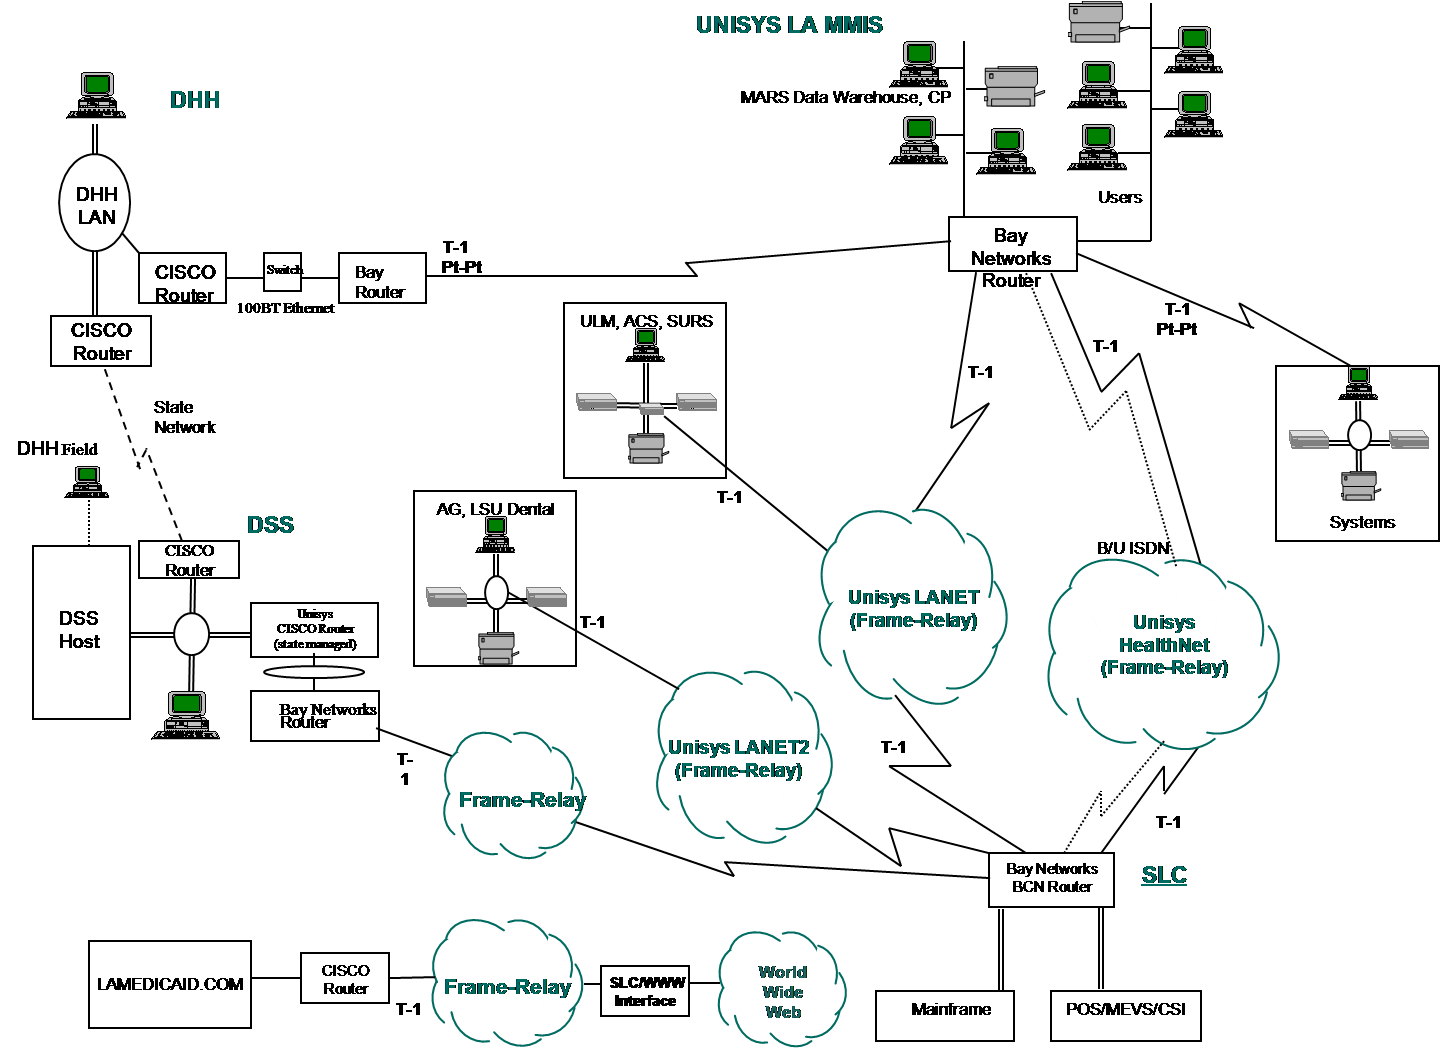 UNISYS LA MMIS
DHH
MARS Data Warehouse, CP
Users
DHH
LAN
CISCO
Router
Switch
100BT Ethernet
Bay
Router
T-1
Pt-Pt
Bay
Networks
Router
CISCO
Router
ULM, ACS, SURS
T-1
Pt-Pt
T-1
T-1
State
Network
DHH Field
T-1
AG, LSU Dental
Systems
DSS
CISCO
Router
B/U ISDN
DSS
Host
Unisys
CISCO Router
(state managed)
T-1
Unisys LANET
(Frame-Relay)
Unisys
HealthNet
(Frame-Relay)
Bay Networks
Router
T-
1
Unisys LANET2
(Frame-Relay)
T-1
Frame-Relay
T-1
Bay Networks
BCN Router
SLC
LAMEDICAID.COM
CISCO
Router
T-1
Frame-Relay
SLC/WWW
Interface
World
Wide
Web
Mainframe
POS/MEVS/CSI